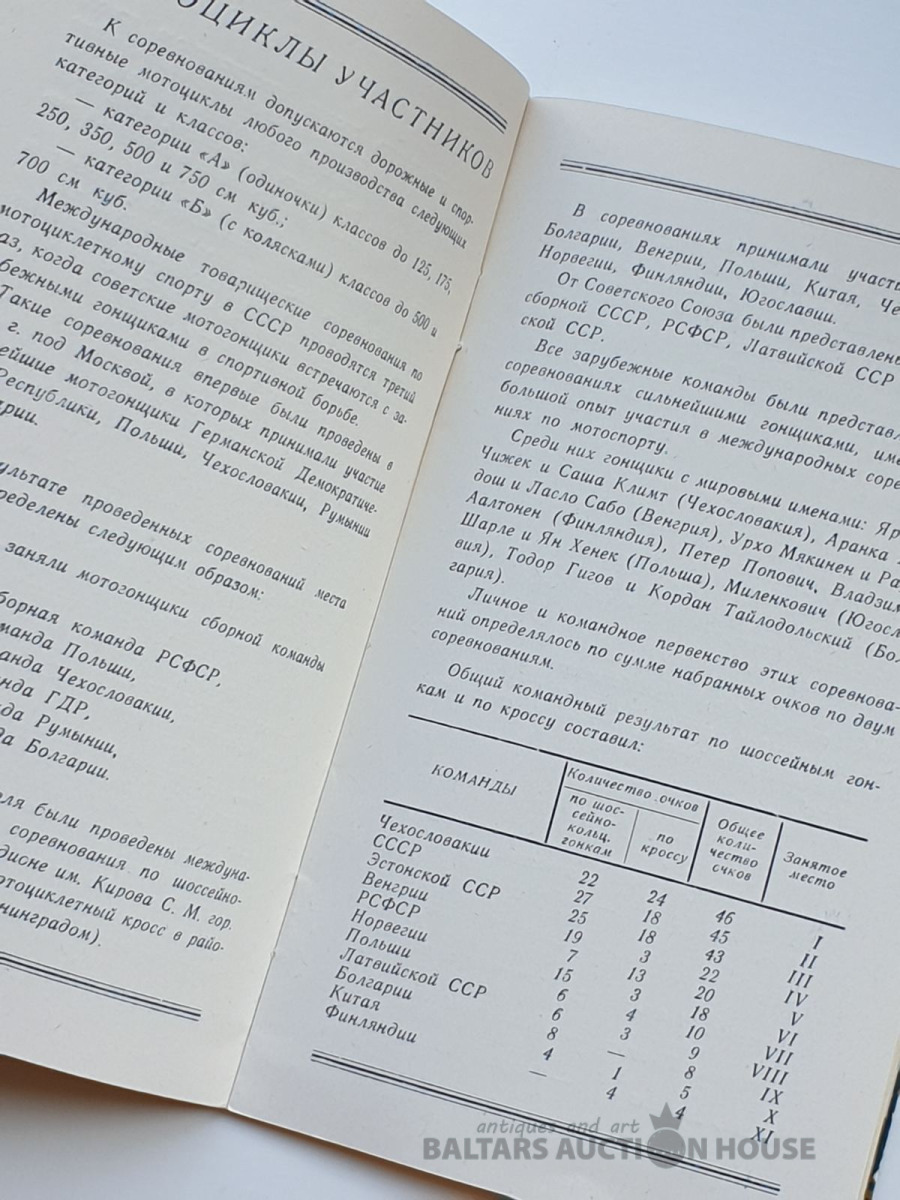 ОЦИКЛЫ УЧАСТНИКОВ
К соревнованиям допускаются дорожные и спор-
тивные мотоциклы любого производства следующих
категорий и классов:
— категории «А» (одиночки) классов до 125, 175,
250, 350, 500 и 750 см куб.;
— категории «Б» (с колясками) классов до 500 и
700 см куб.
Международные товарищеские соревнования по
мотоциклетному спорту в СССР проводятся третий
аз, когда советские мотогонщики встречаются с за-
бежными гонщиками в спортивной борьбе.
Такие соревнования впервые были проведены в
г. под Москвой, в которых принимали участие
ейшие мотогонщики Германской Демократиче-
Республики, Польши, Чехословакии, Румынии
арии.
зультате проведенных соревнований места
ределены следующим образом:
заняли мотогонщики сборной команды
борная команда РСФСР,
манда Польши,
анда Чехословакии,
нда ГДР,
да Румынии,
а Болгарии.
еля были проведены междуна-
соревнования по шоссейно-
диске им. Кирова С. М. гор.
отоциклетный кросс в райо-
нинградом).
В соревнованиях принимали участи
Болгарии, Венгрии, Польши, Китая, Че
Норвегии, Финляндии, Югославии.
От Советского Союза были представлен
сборной СССР, РСФСР, Латвийской ССР
ской ССР.
Все зарубежные команды были представл
соревнованиях сильнейшими гонщиками, име
большой опыт участия в международных соре
ниях по мотоспорту.
Среди них гонщики с мировыми именами: Яр
Чижек и Саша Климт (Чехословакия), Аранка
дош и Ласло Сабо (Венгрия), Урхо Мякинен и Ра
Аалтонен (Финляндия), Петер Попович, Владзим
Шарле и Ян Хенек (Польша), Миленкович (Югосл
вия), Тодор Гигов и Кордан Тайлодольский (Бол
гария).
Личное и командное первенство этих соревнова-
ний определялось по сумме набранных очков по двум
соревнованиям.
Общий командный результат по шоссейным гон-
кам и по кроссу составил:
КОМАНДЫ
Количество очков
по шос-
сейно-
кольц.
гонкам
по
кроссу
Общее
коли-
чество
очков
Занятое
место
Чехословакии 22 24 46 I
СССР 27 18 45 II
Эстонской ССР 25 18 43 III
Венгрии 19 3 22 IV
РСФСР 7 13 20 V
Норвегии 15 3 18 VI
Польши 6 4 10 VII
Латвийской ССР 6 3 9 VIII
Болгарии 8 — 8 IX
Китая 4 1 5 X
Финляндии — 4 4 XI
antiques and art
BALTARS AUCTION HOUSE